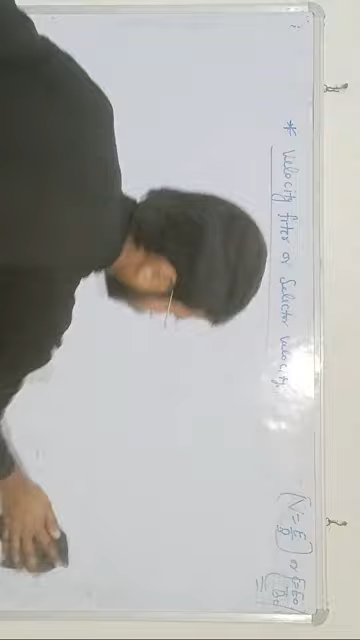 * Velocity filter or Selector velocity
[V = E/B] or